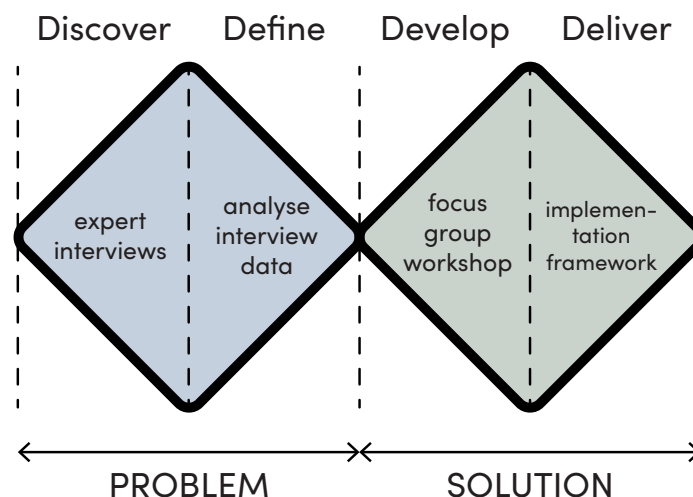 Discover Define Develop Deliver
expert
interviews
analyse
interview
data
focus
group
workshop
implemen-
tation
framework
PROBLEM SOLUTION